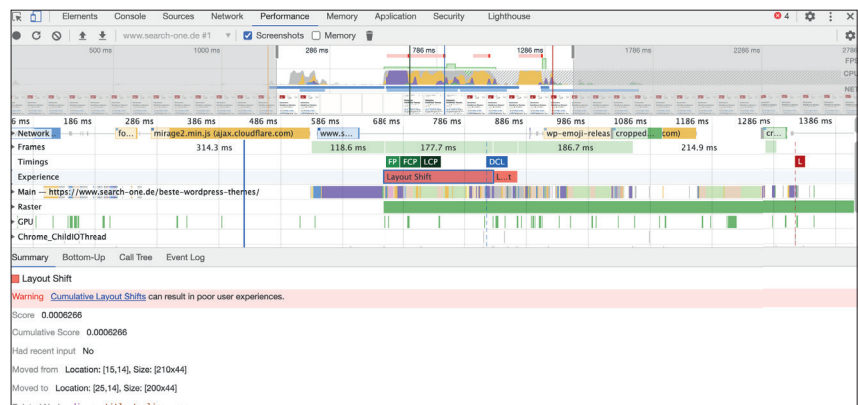 Elements Console Sources Network Performance Memory Application Security Lighthouse 4
www.search-one.de #1 Screenshots Memory
500 ms 1000 ms 286 ms 786 ms 1286 ms 1786 ms 2286 ms 2786
FPS
CPU
NET
6 ms 186 ms 286 ms 386 ms 486 ms 586 ms 686 ms 786 ms 886 ms 986 ms 1086 ms 1186 ms 1286 ms 1386 ms
Network fo... mirage2.min.js (ajax.cloudflare.com) www.s... wp-emoji-releas cropped com) cr...
Frames 314.3 ms 118.6 ms 177.7 ms 186.7 ms 214.9 ms
Timings FP FCP LCP DCL L
Experience Layout Shift L...t
Main — https://www.search-one.de/beste-wordpress-themes/
Raster
GPU
Chrome_ChildIOThread
Summary Bottom-Up Call Tree Event Log
Layout Shift
Warning Cumulative Layout Shifts can result in poor user experiences.
Score 0.0006266
Cumulative Score 0.0006266
Had recent input No
Moved from Location: [15,14], Size: [210x44]
Moved to Location: [25,14], Size: [200x44]